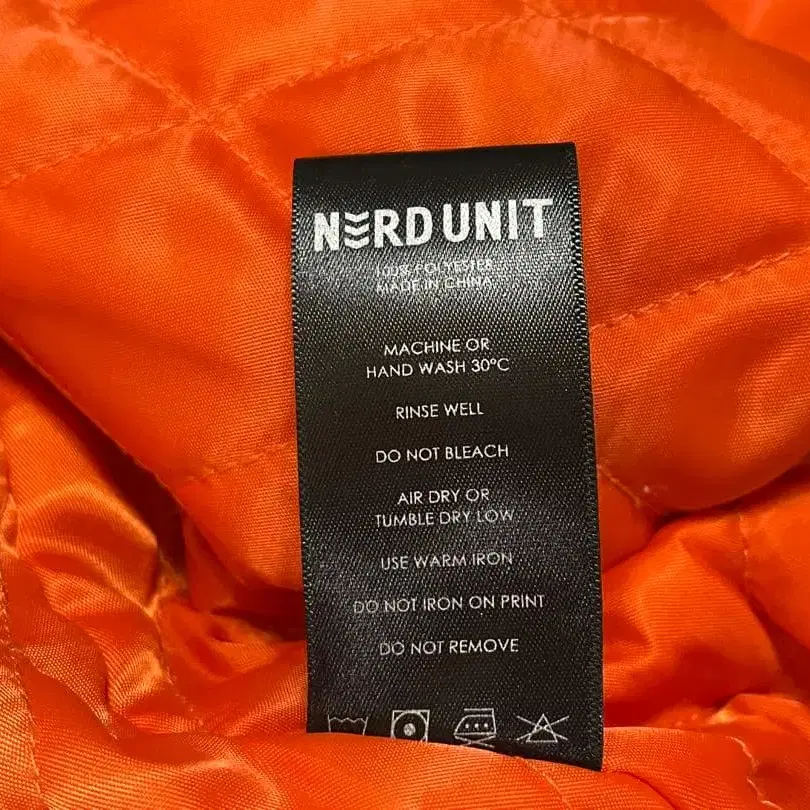 NERD UNIT
100% POLYESTER
MADE IN CHINA
MACHINE OR
HAND WASH 30°C
RINSE WELL
DO NOT BLEACH
AIR DRY OR
TUMBLE DRY LOW
USE WARM IRON
DO NOT IRON ON PRINT
DO NOT REMOVE